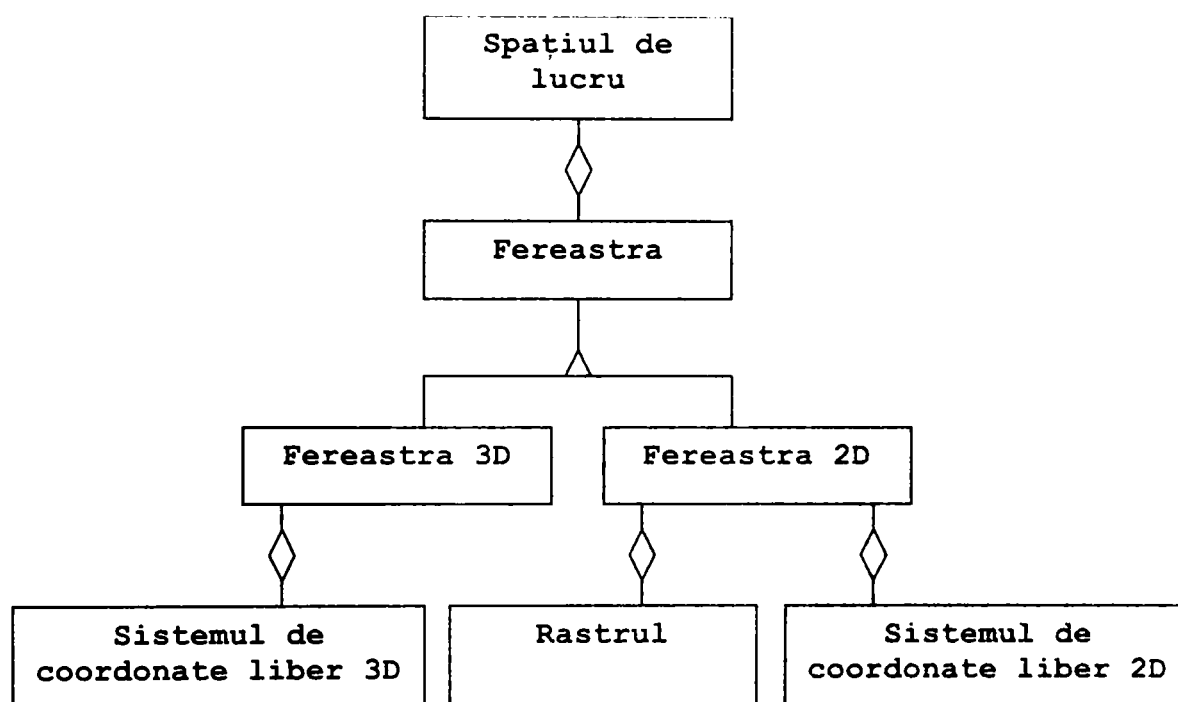 Spațiul de
lucru
Fereastra
Fereastra 3D
Fereastra 2D
Sistemul de
coordonate liber 3D
Rastrul
Sistemul de
coordonate liber 2D